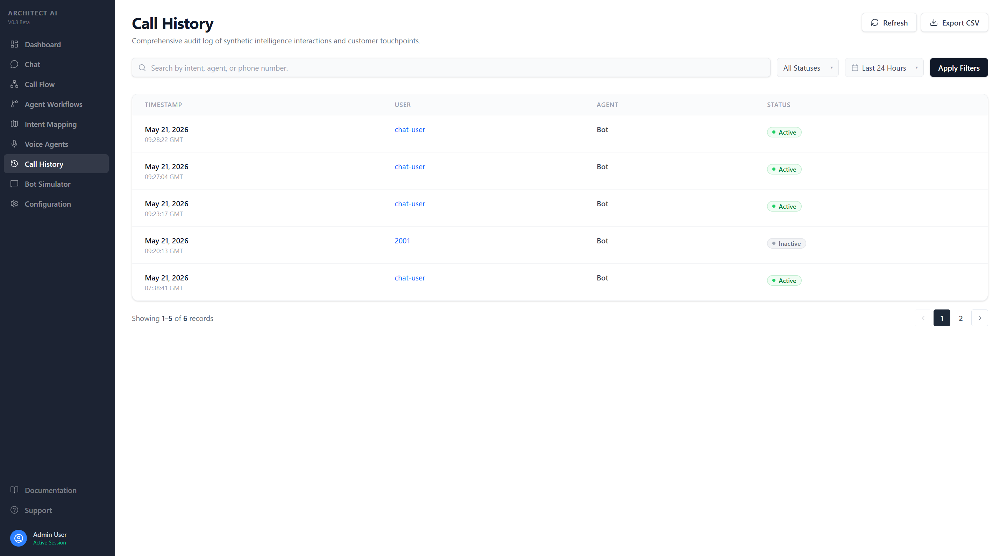 ARCHITECT AI
V0.8 Beta
Dashboard
Chat
Call Flow
Agent Workflows
Intent Mapping
Voice Agents
Call History
Bot Simulator
Configuration
Documentation
Support
Admin User
Active Session
Call History
Comprehensive audit log of synthetic intelligence interactions and customer touchpoints.
Refresh
Export CSV
Search by intent, agent, or phone number.
All Statuses
Last 24 Hours
Apply Filters
TIMESTAMP USER AGENT STATUS
May 21, 2026 chat-user Bot Active
09:28:22 GMT
May 21, 2026 chat-user Bot Active
09:27:04 GMT
May 21, 2026 chat-user Bot Active
09:23:17 GMT
May 21, 2026 2001 Bot Inactive
09:20:13 GMT
May 21, 2026 chat-user Bot Active
07:38:41 GMT
Showing 1–5 of 6 records
1 2